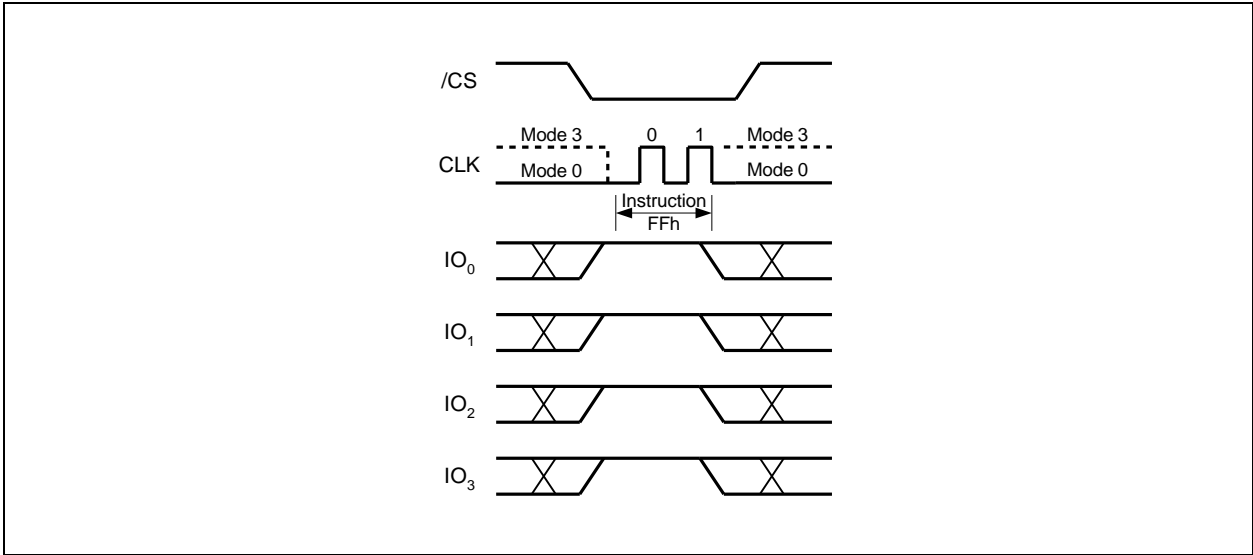 /CS
Mode 3 0 1 Mode 3
CLK
Mode 0 Mode 0
Instruction
FFh
IO0
IO1
IO2
IO3